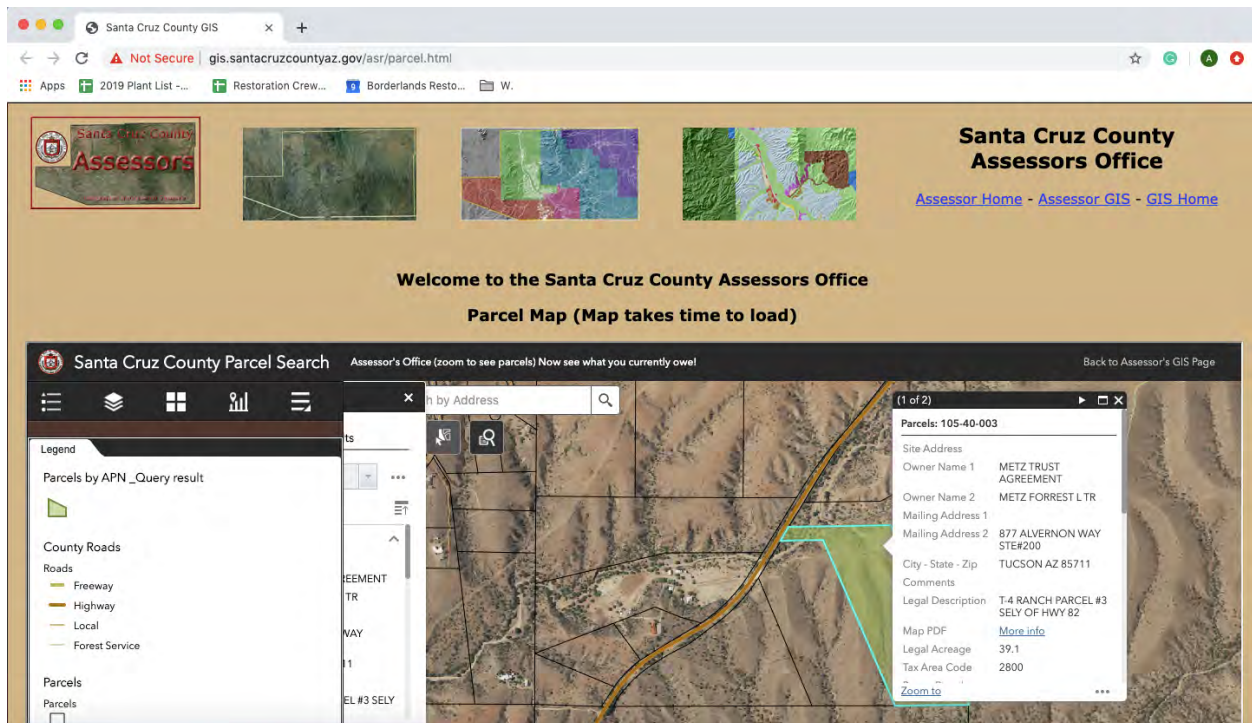 Santa Cruz County GIS
Not Secure | gis.santacruzcountyaz.gov/asr/parcel.html
A
Apps
2019 Plant List -...
Restoration Crew...
9
Borderlands Resto...
W.
Santa Cruz County
Assessors
Santa Cruz County
Assessors Office
Assessor Home - Assessor GIS - GIS Home
Welcome to the Santa Cruz County Assessors Office
Parcel Map (Map takes time to load)
Santa Cruz County Parcel Search
Assessor's Office (zoom to see parcels) Now see what you currently owe!
Back to Assessor's GIS Page
Legend
Parcels by APN _Query result
County Roads
Roads
Freeway
Highway
Local
Forest Service
Parcels
Parcels
ts
REEMENT
TR
WAY
11
EL #3 SELY
h by Address
(1 of 2)
Parcels: 105-40-003
Site Address
Owner Name 1 METZ TRUST
AGREEMENT
Owner Name 2 METZ FORREST L TR
Mailing Address 1
Mailing Address 2 877 ALVERNON WAY
STE#200
City - State - Zip TUCSON AZ 85711
Comments
Legal Description T-4 RANCH PARCEL #3
SELY OF HWY 82
Map PDF More info
Legal Acreage 39.1
Tax Area Code 2800
Zoom to